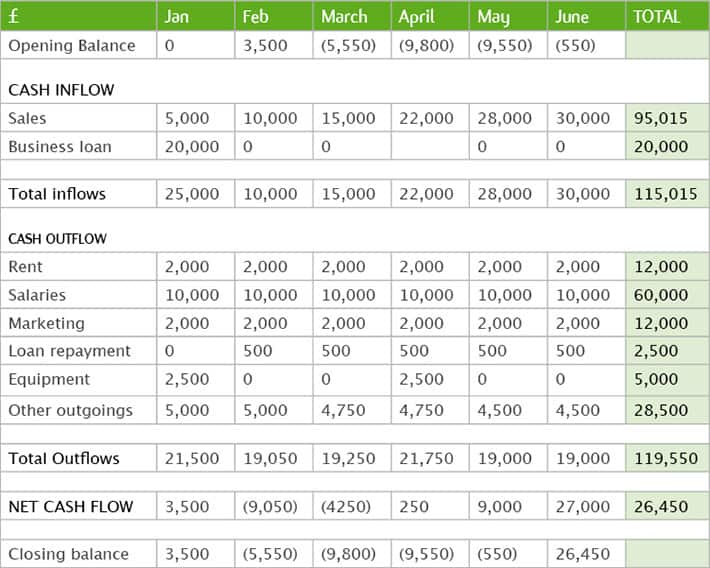 £ Jan Feb March April May June TOTAL
Opening Balance 0 3,500 (5,550) (9,800) (9,550) (550)
CASH INFLOW
Sales 5,000 10,000 15,000 22,000 28,000 30,000 95,015
Business loan 20,000 0 0 0 0 20,000
Total inflows 25,000 10,000 15,000 22,000 28,000 30,000 115,015
CASH OUTFLOW
Rent 2,000 2,000 2,000 2,000 2,000 2,000 12,000
Salaries 10,000 10,000 10,000 10,000 10,000 10,000 60,000
Marketing 2,000 2,000 2,000 2,000 2,000 2,000 12,000
Loan repayment 0 500 500 500 500 500 2,500
Equipment 2,500 0 0 2,500 0 0 5,000
Other outgoings 5,000 5,000 4,750 4,750 4,500 4,500 28,500
Total Outflows 21,500 19,050 19,250 21,750 19,000 19,000 119,550
NET CASH FLOW 3,500 (9,050) (4250) 250 9,000 27,000 26,450
Closing balance 3,500 (5,550) (9,800) (9,550) (550) 26,450